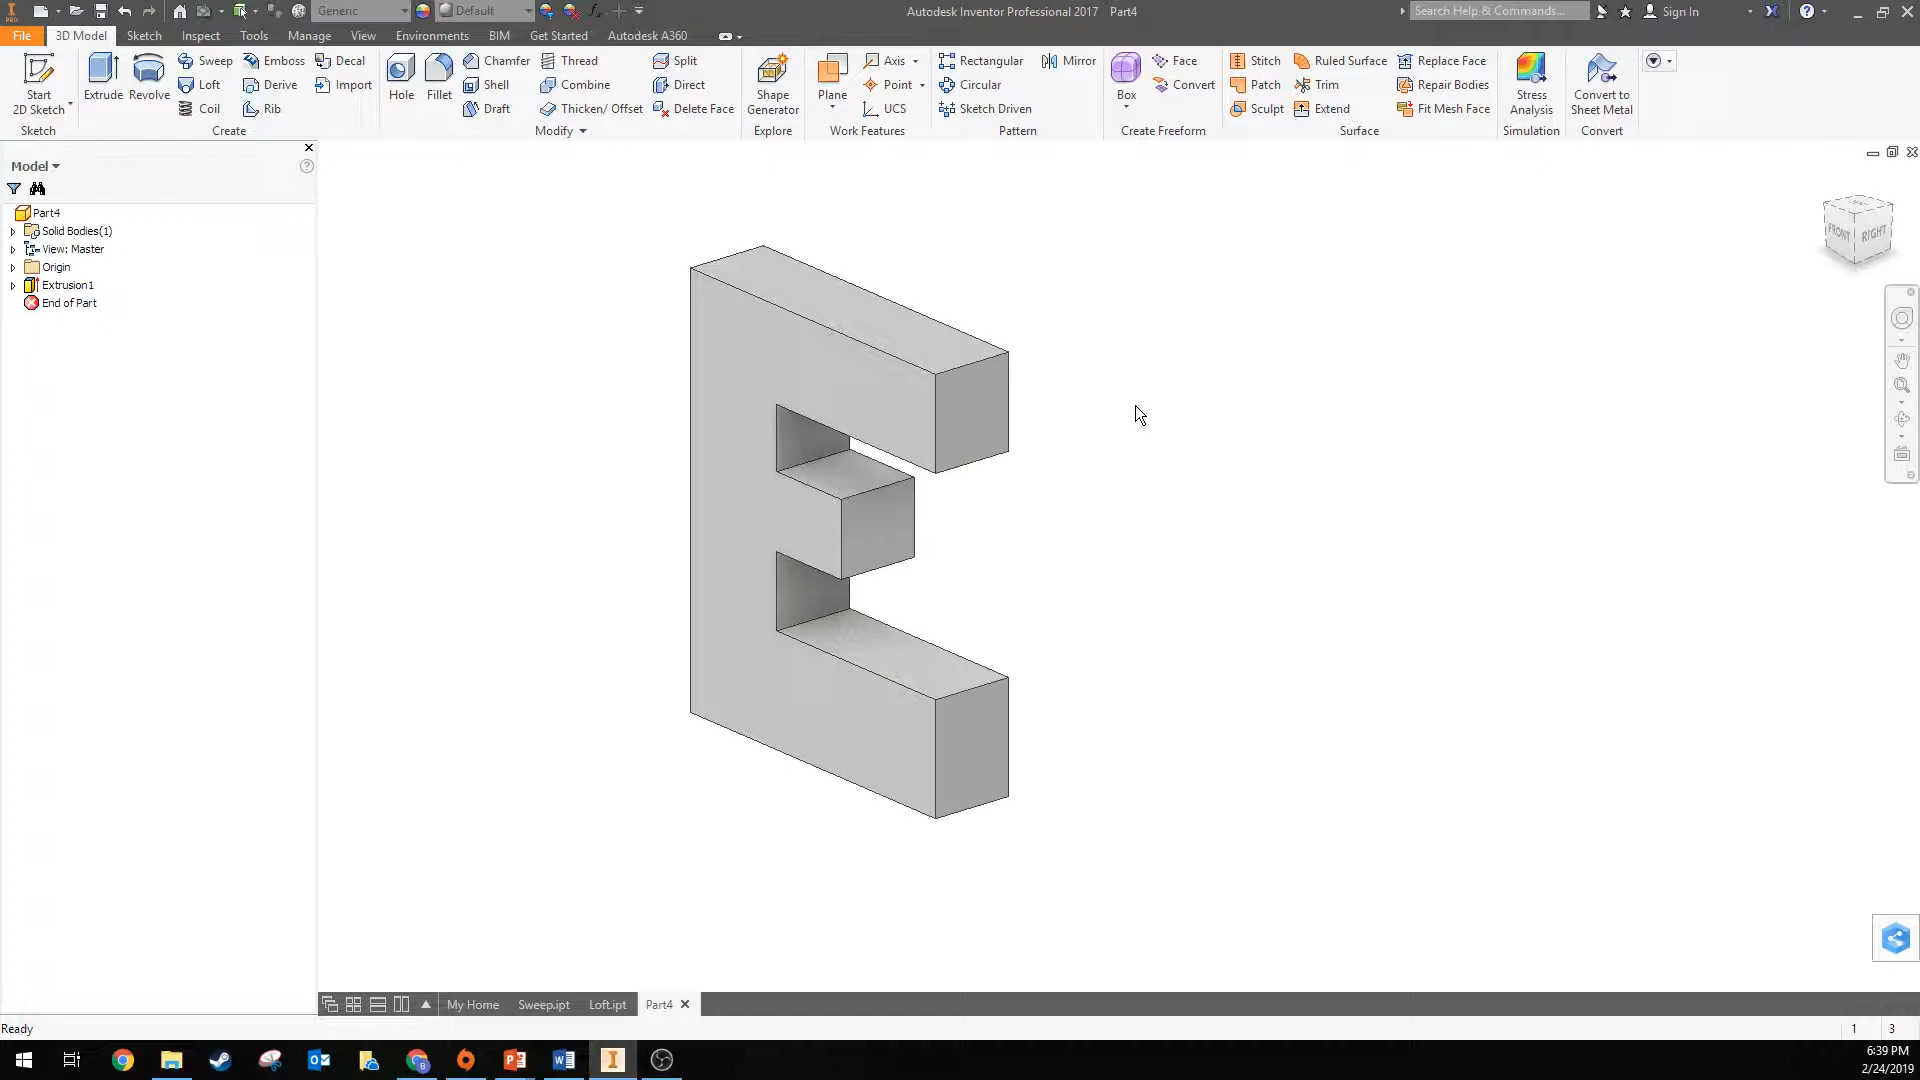 Generic Default Autodesk Inventor Professional 2017 Part4 Search Help & Commands... Sign In
File 3D Model Sketch Inspect Tools Manage View Environments BIM Get Started Autodesk A360
Sweep Emboss Decal Chamfer Thread Split Axis Rectangular Mirror Face Stitch Ruled Surface Replace Face
Start 2D Sketch Extrude Revolve Loft Derive Import Hole Fillet Shell Combine Direct Shape Generator Plane Point Circular Box Convert Patch Trim Repair Bodies Stress Analysis Convert to Sheet Metal
Coil Rib Draft Thicken/ Offset Delete Face UCS Sketch Driven Sculpt Extend Fit Mesh Face
Sketch Create Modify Explore Work Features Pattern Create Freeform Surface Simulation Convert
Model
Part4
Solid Bodies(1)
View: Master
Origin
Extrusion1
End of Part
FRONT RIGHT
My Home Sweep.ipt Loft.ipt Part4
Ready 1 3
6:39 PM
2/24/2019